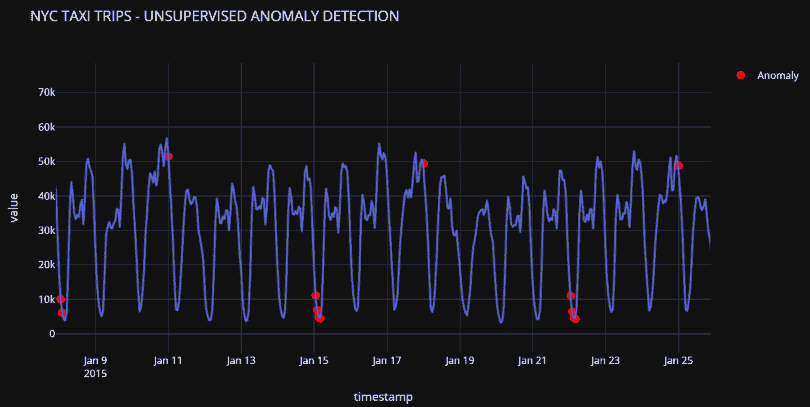 NYC TAXI TRIPS - UNSUPERVISED ANOMALY DETECTION
Anomaly
70k
60k
50k
40k
30k
20k
10k
0
value
Jan 9
2015
Jan 11
Jan 13
Jan 15
Jan 17
Jan 19
Jan 21
Jan 23
Jan 25
timestamp